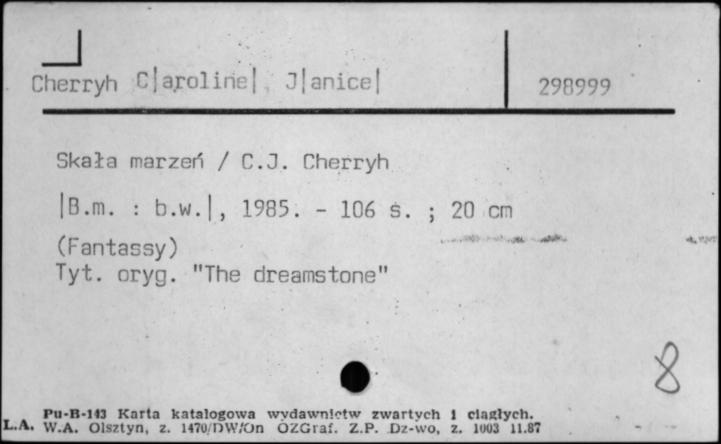 Cherryh C|aroline| J|anice| 298999
Skała marzeń / C.J. Cherryh
|B.m. : b.w.|, 1985. - 106 s. ; 20 cm
(Fantassy)
Tyt. oryg. "The dreamstone"
8
Pu-B-143 Karta katalogowa wydawnictw zwartych i ciągłych.
L.A. W.A. Olsztyn, z. 1470/DW/On OZGraf. Z.P. Dz-wo, z. 1003 11.87